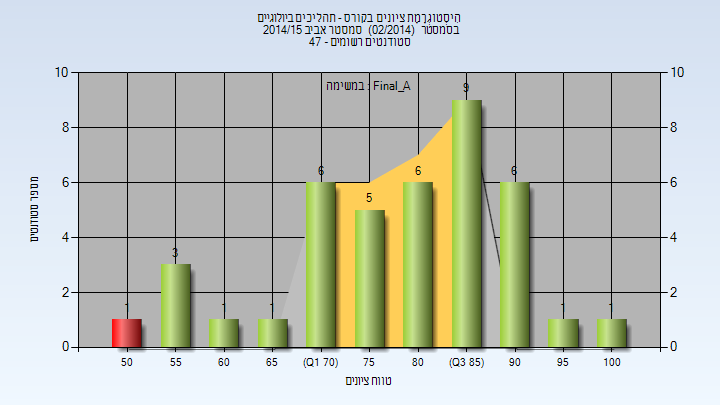 היסטוגרמת ציונים בקורס - תהליכים ביולוגיים
בסמסטר (02/2014) סמסטר אביב 2014/15
סטודנטים רשומים - 47
במשימה : Final_A
10 10
8 8
6 6
4 4
2 2
0 0
מספר סטודנטים
1 3 1 1 6 5 6 9 6 1 1
50 55 60 65 (Q1 70) 75 80 (Q3 85) 90 95 100
טווח ציונים